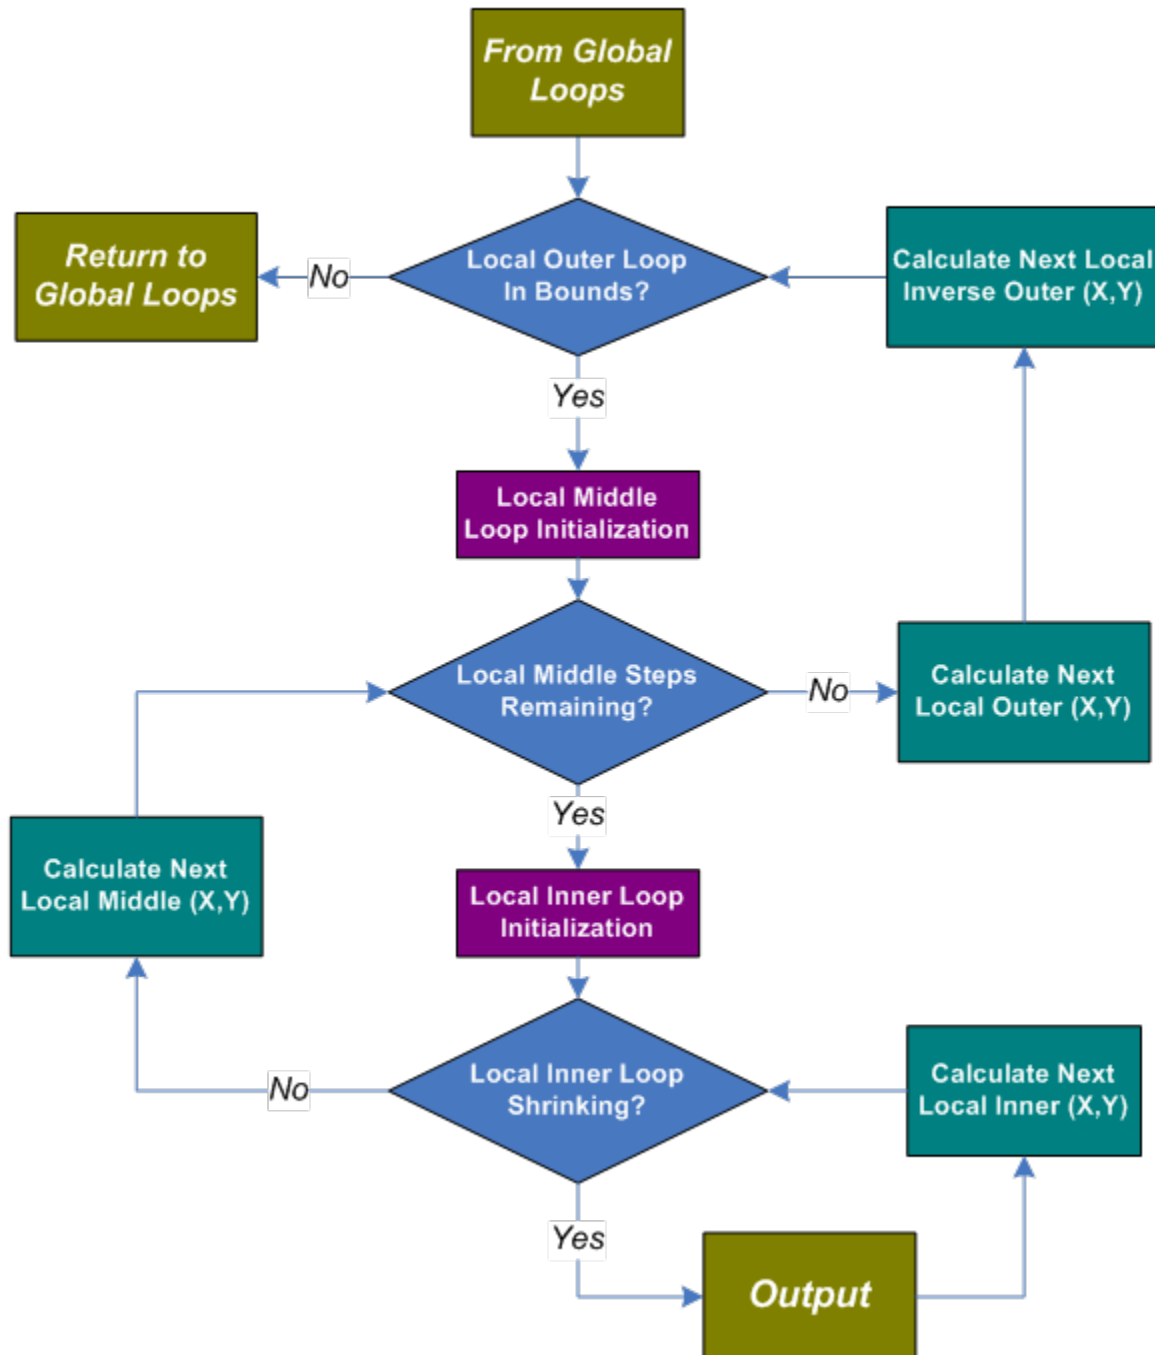 From Global
Loops
Return to
Global Loops
No
Local Outer Loop
In Bounds?
Calculate Next Local
Inverse Outer (X,Y)
Yes
Local Middle
Loop Initialization
Local Middle Steps
Remaining?
No
Calculate Next
Local Outer (X,Y)
Yes
Calculate Next
Local Middle (X,Y)
Local Inner Loop
Initialization
No
Local Inner Loop
Shrinking?
Calculate Next
Local Inner (X,Y)
Yes
Output